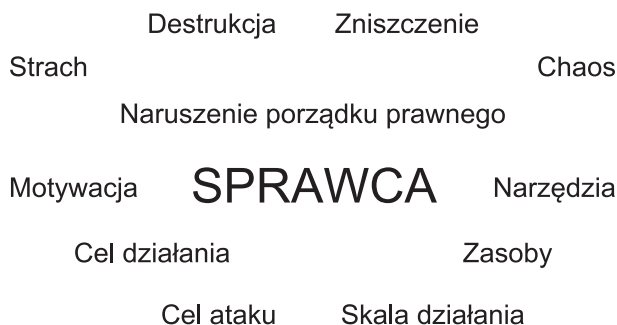 Destrukcja Zniszczenie
Strach Chaos
Naruszenie porządku prawnego
Motywacja SPRAWCA Narzędzia
Cel działania Zasoby
Cel ataku Skala działania